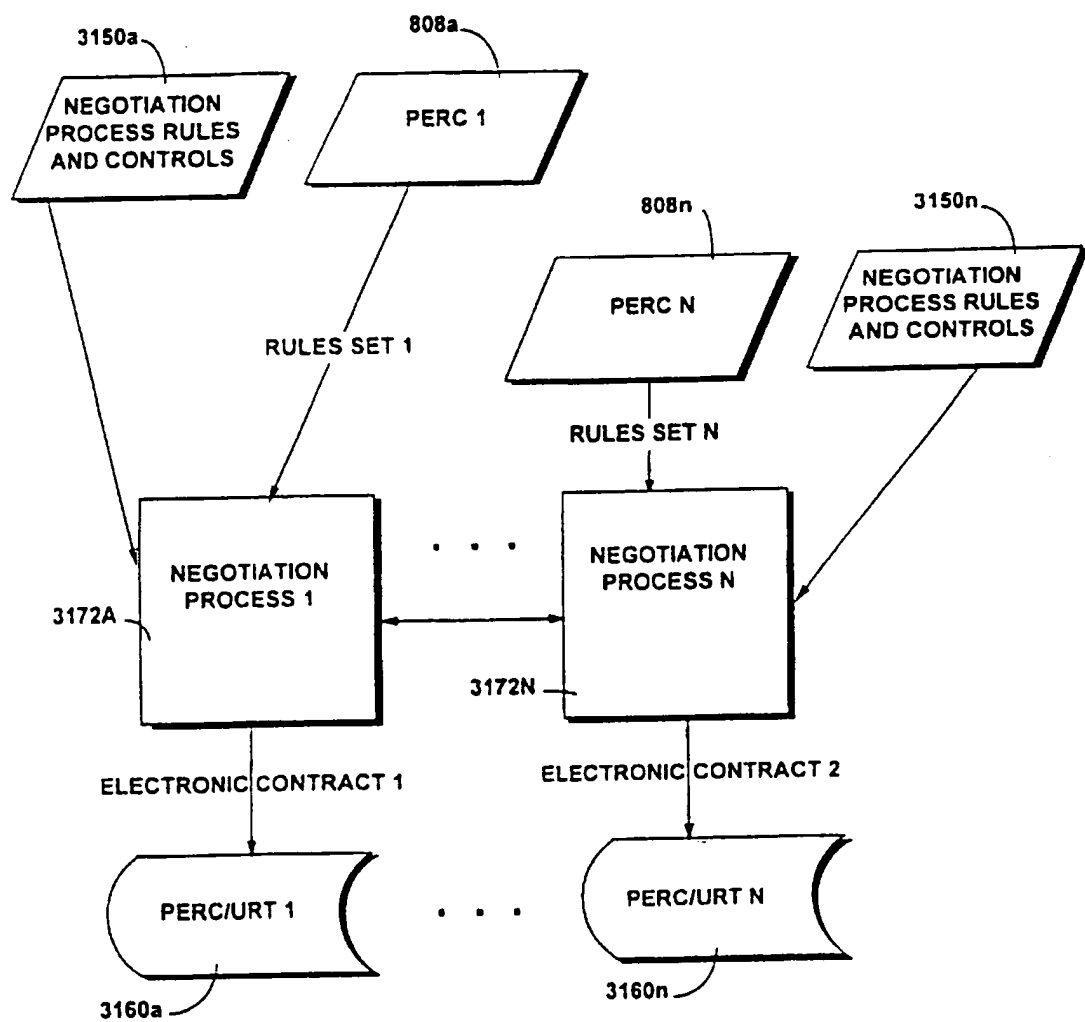 3150a
808a
NEGOTIATION
PROCESS RULES
AND CONTROLS
PERC 1
808n
3150n
PERC N
NEGOTIATION
PROCESS RULES
AND CONTROLS
RULES SET 1
RULES SET N
NEGOTIATION
PROCESS 1
. . .
NEGOTIATION
PROCESS N
3172A
3172N
ELECTRONIC CONTRACT 1
ELECTRONIC CONTRACT 2
PERC/URT 1
. . .
PERC/URT N
3160a
3160n